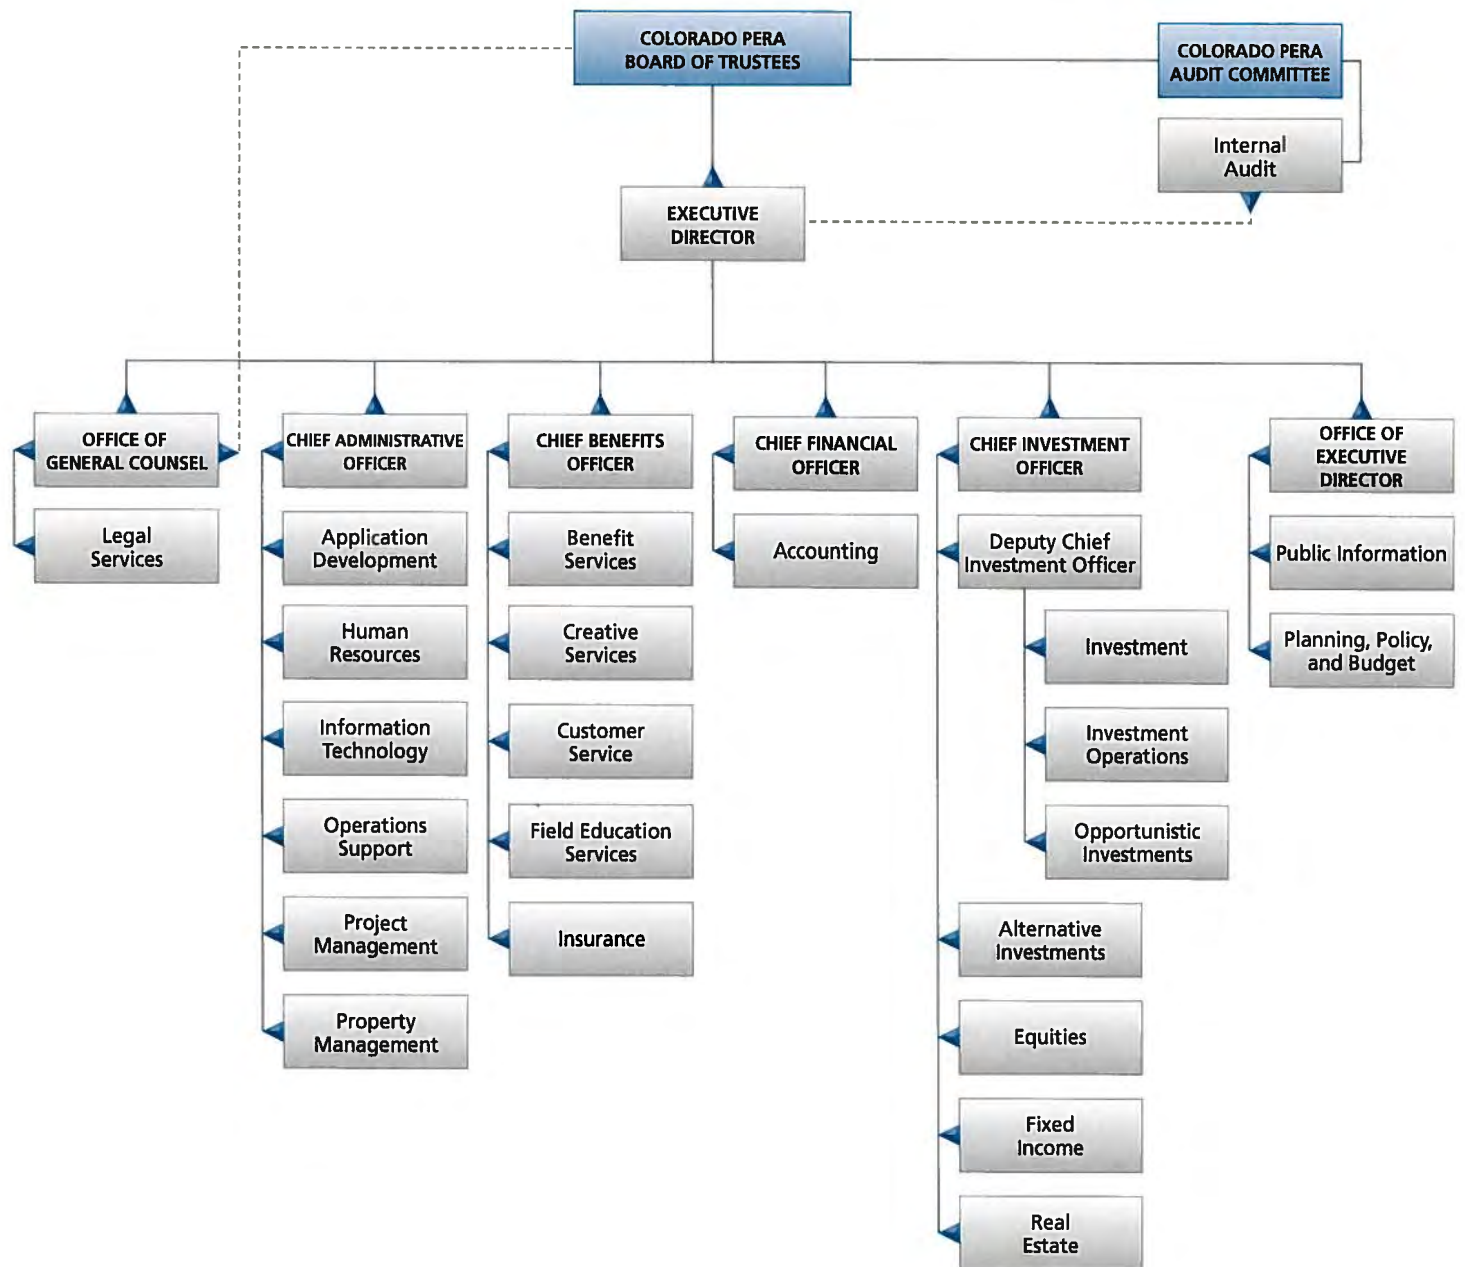 COLORADO PERA
BOARD OF TRUSTEES
COLORADO PERA
AUDIT COMMITTEE
Internal
Audit
EXECUTIVE
DIRECTOR
OFFICE OF
GENERAL COUNSEL
Legal
Services
CHIEF ADMINISTRATIVE
OFFICER
Application
Development
Human
Resources
Information
Technology
Operations
Support
Project
Management
Property
Management
CHIEF BENEFITS
OFFICER
Benefit
Services
Creative
Services
Customer
Service
Field Education
Services
Insurance
CHIEF FINANCIAL
OFFICER
Accounting
CHIEF INVESTMENT
OFFICER
Deputy Chief
Investment Officer
Investment
Investment
Operations
Opportunistic
Investments
Alternative
Investments
Equities
Fixed
Income
Real
Estate
OFFICE OF
EXECUTIVE
DIRECTOR
Public Information
Planning, Policy,
and Budget